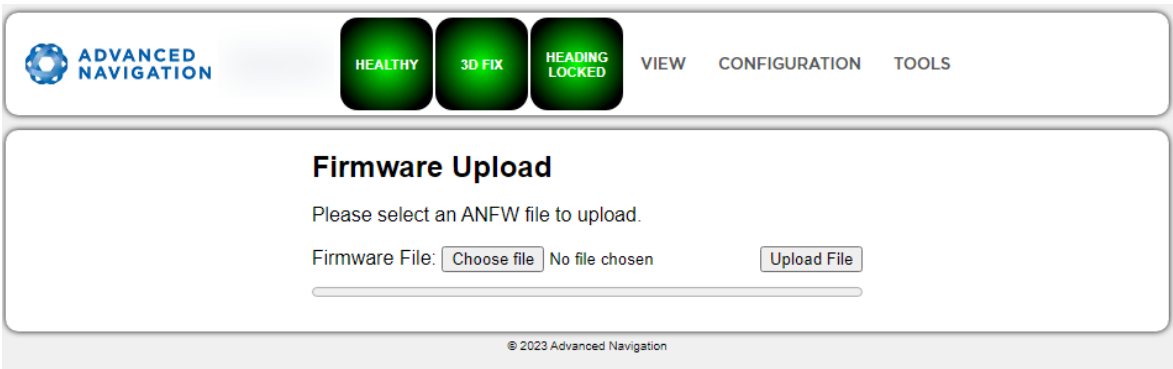 ADVANCED
NAVIGATION
HEALTHY
3D FIX
HEADING
LOCKED
VIEW
CONFIGURATION
TOOLS
Firmware Upload
Please select an ANFW file to upload.
Firmware File: Choose file No file chosen Upload File
© 2023 Advanced Navigation